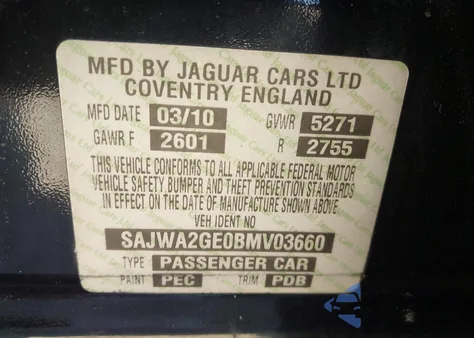 MFD BY JAGUAR CARS LTD
COVENTRY ENGLAND
MFD DATE 03/10 GVWR 5271
GAWR F 2601 R 2755
THIS VEHICLE CONFORMS TO ALL APPLICABLE FEDERAL MOTOR
VEHICLE SAFETY BUMPER AND THEFT PREVENTION STANDARDS
IN EFFECT ON THE DATE OF MANUFACTURE SHOWN ABOVE
VEH IDENT NO
SAJWA2GE0BMV03660
TYPE PASSENGER CAR
PAINT PEC TRIM PDB